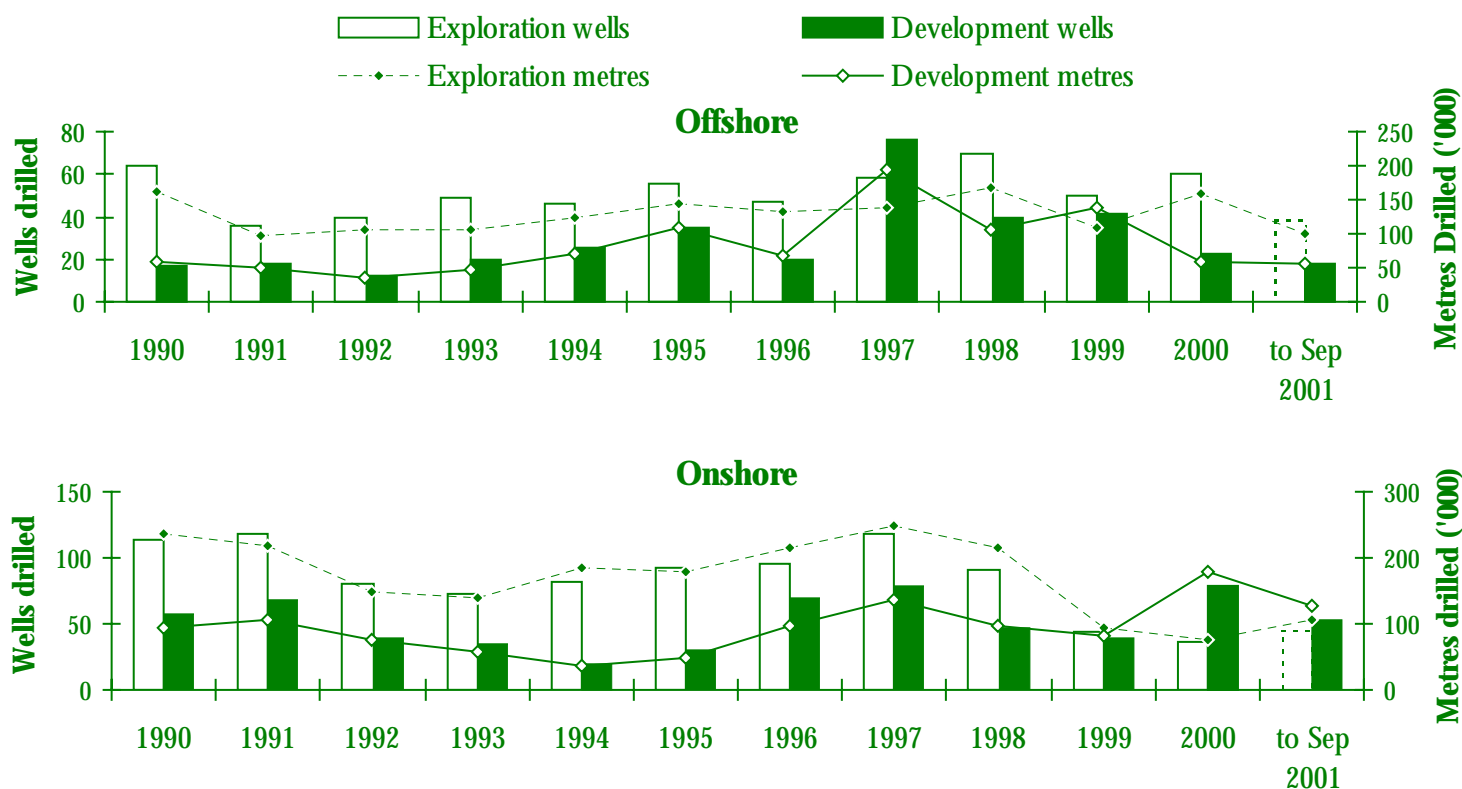 Exploration wells Development wells
Exploration metres Development metres
Offshore
Wells drilled
80
60
40
20
0
Metres Drilled ('000)
250
200
150
100
50
0
1990 1991 1992 1993 1994 1995 1996 1997 1998 1999 2000 to Sep
2001
Onshore
Wells drilled
150
100
50
0
Metres drilled ('000)
300
200
100
0
1990 1991 1992 1993 1994 1995 1996 1997 1998 1999 2000 to Sep
2001